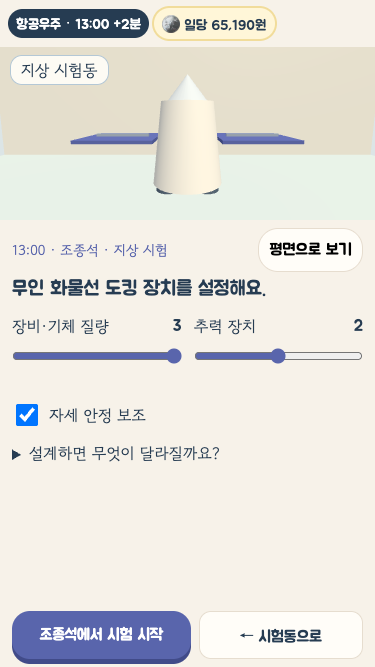 항공우주 · 13:00 +2분
일당 65,190원
지상 시험동
13:00 · 조종석 · 지상 시험
평면으로 보기
무인 화물선 도킹 장치를 설정해요.
장비·기체 질량 3
추력 장치 2
자세 안정 보조
▶ 설계하면 무엇이 달라질까요?
조종석에서 시험 시작
← 시험동으로